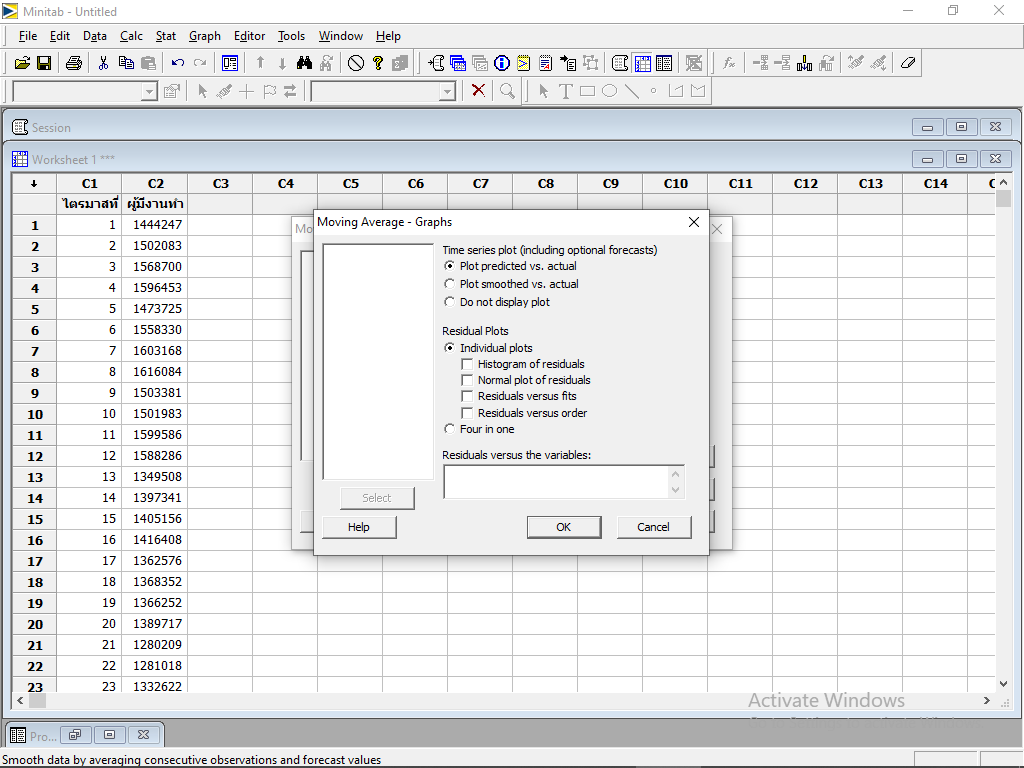 Minitab - Untitled
File Edit Data Calc Stat Graph Editor Tools Window Help
Session
Worksheet 1 ***
C1 C2 C3 C4 C5 C6 C7 C8 C9 C10 C11 C12 C13 C14 C
ไตรมาสที่ ผู้มีงานทำ
1 1 1444247
2 2 1502083
3 3 1568700
4 4 1596453
5 5 1473725
6 6 1558330
7 7 1603168
8 8 1616084
9 9 1503381
10 10 1501983
11 11 1599586
12 12 1588286
13 13 1349508
14 14 1397341
15 15 1405156
16 16 1416408
17 17 1362576
18 18 1368352
19 19 1366252
20 20 1389717
21 21 1280209
22 22 1281018
23 23 1332622
Mo
Moving Average - Graphs
Time series plot (including optional forecasts)
Plot predicted vs. actual
Plot smoothed vs. actual
Do not display plot
Residual Plots
Individual plots
Histogram of residuals
Normal plot of residuals
Residuals versus fits
Residuals versus order
Four in one
Residuals versus the variables:
Select
Help OK Cancel
Activate Windows
Pro...
Smooth data by averaging consecutive observations and forecast values